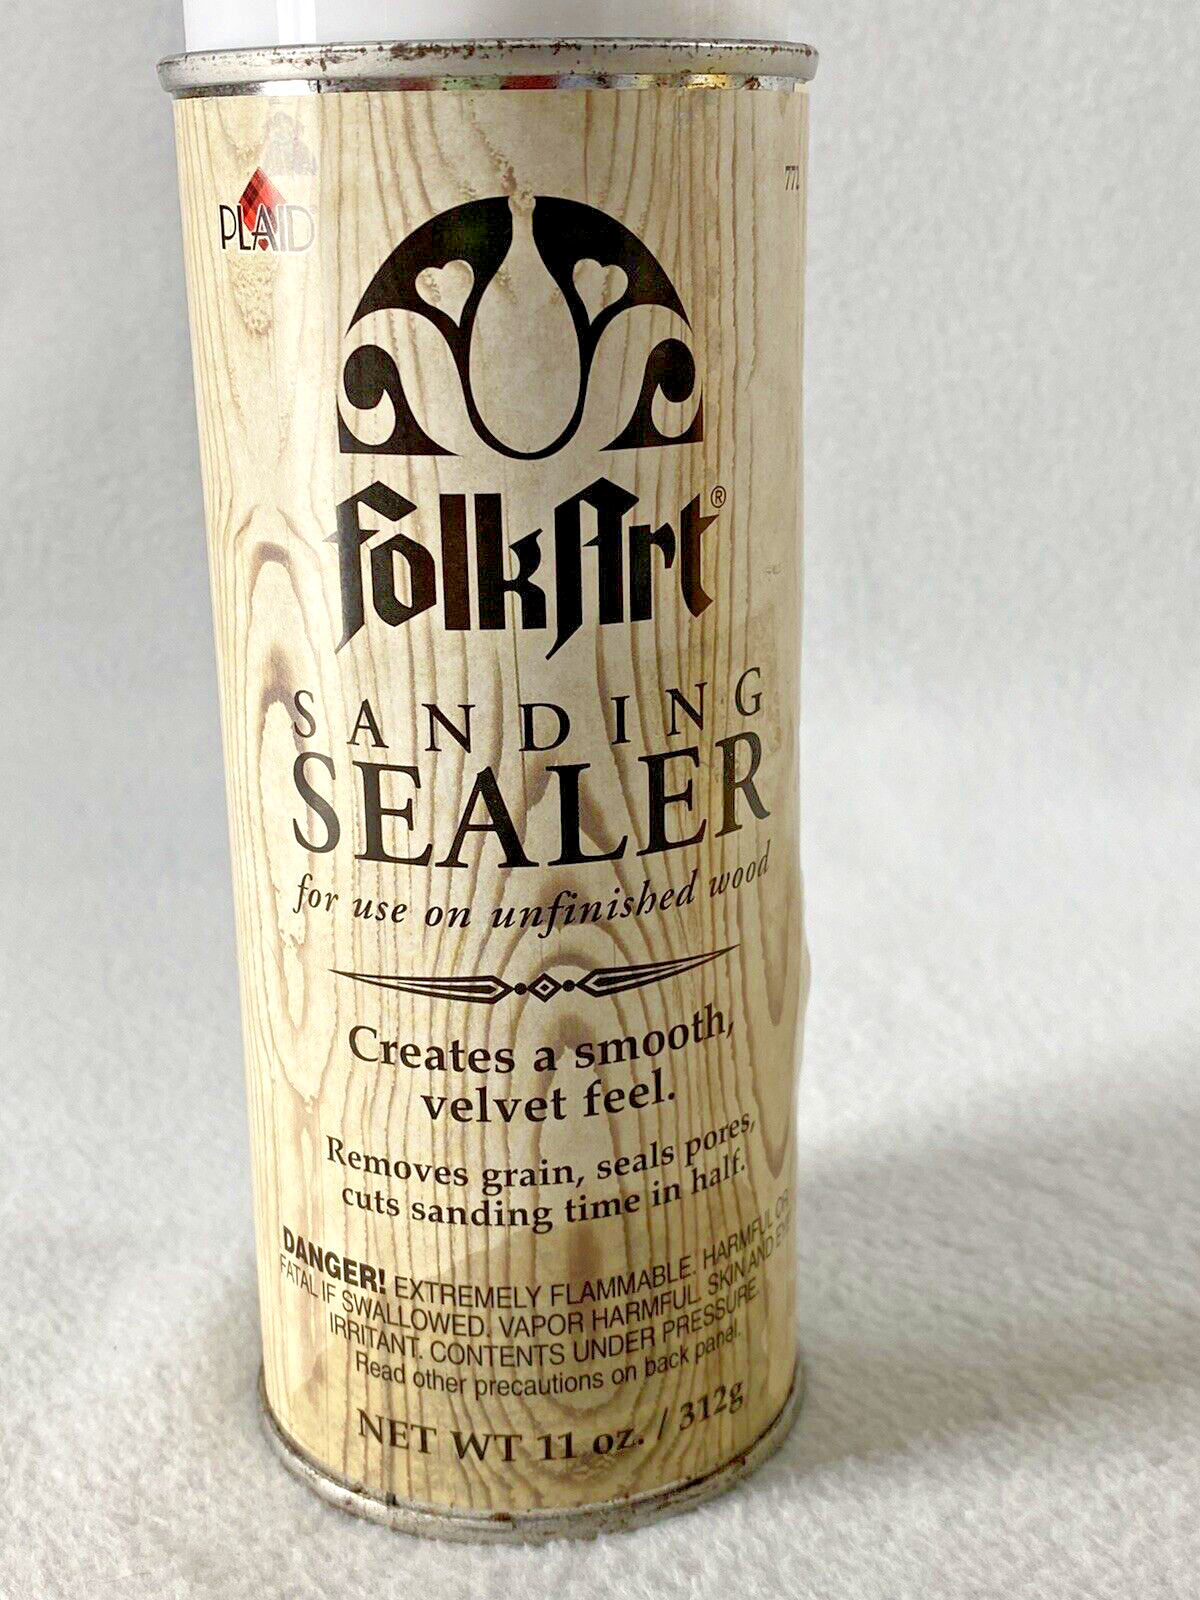 PLAID
FolkArt®
SANDING
SEALER
for use on unfinished wood
Creates a smooth,
velvet feel.
Removes grain, seals pores,
cuts sanding time in half.
DANGER! EXTREMELY FLAMMABLE. HARMFUL OR
FATAL IF SWALLOWED. VAPOR HARMFUL. SKIN AND EYE
IRRITANT. CONTENTS UNDER PRESSURE.
Read other precautions on back panel.
NET WT 11 oz. / 312g